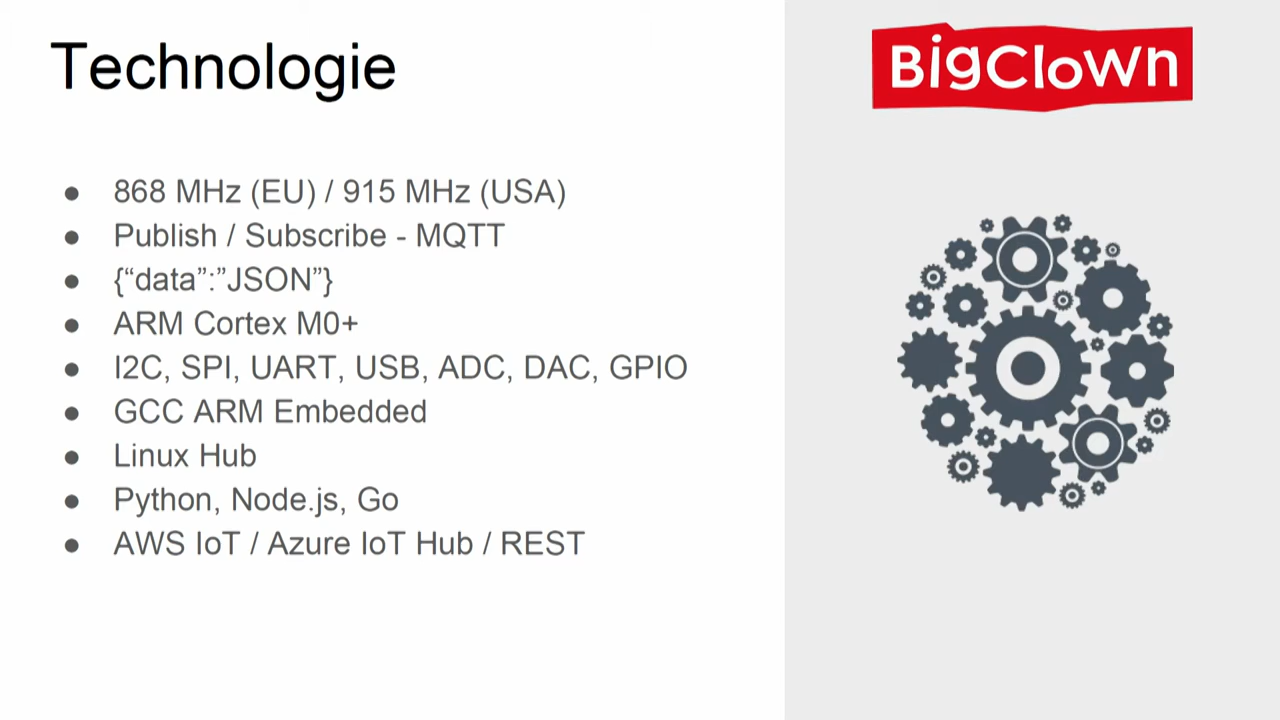 Technologie
BigClown
● 868 MHz (EU) / 915 MHz (USA)
● Publish / Subscribe - MQTT
● {“data”:”JSON”}
● ARM Cortex M0+
● I2C, SPI, UART, USB, ADC, DAC, GPIO
● GCC ARM Embedded
● Linux Hub
● Python, Node.js, Go
● AWS IoT / Azure IoT Hub / REST